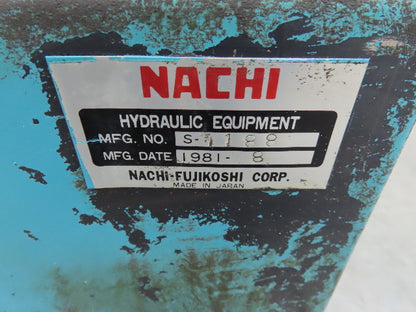 NACHI
HYDRAULIC EQUIPMENT
MFG. NO. S-1188
MFG. DATE 1981-8
NACHI-FUJIKOSHI CORP.
MADE IN JAPAN